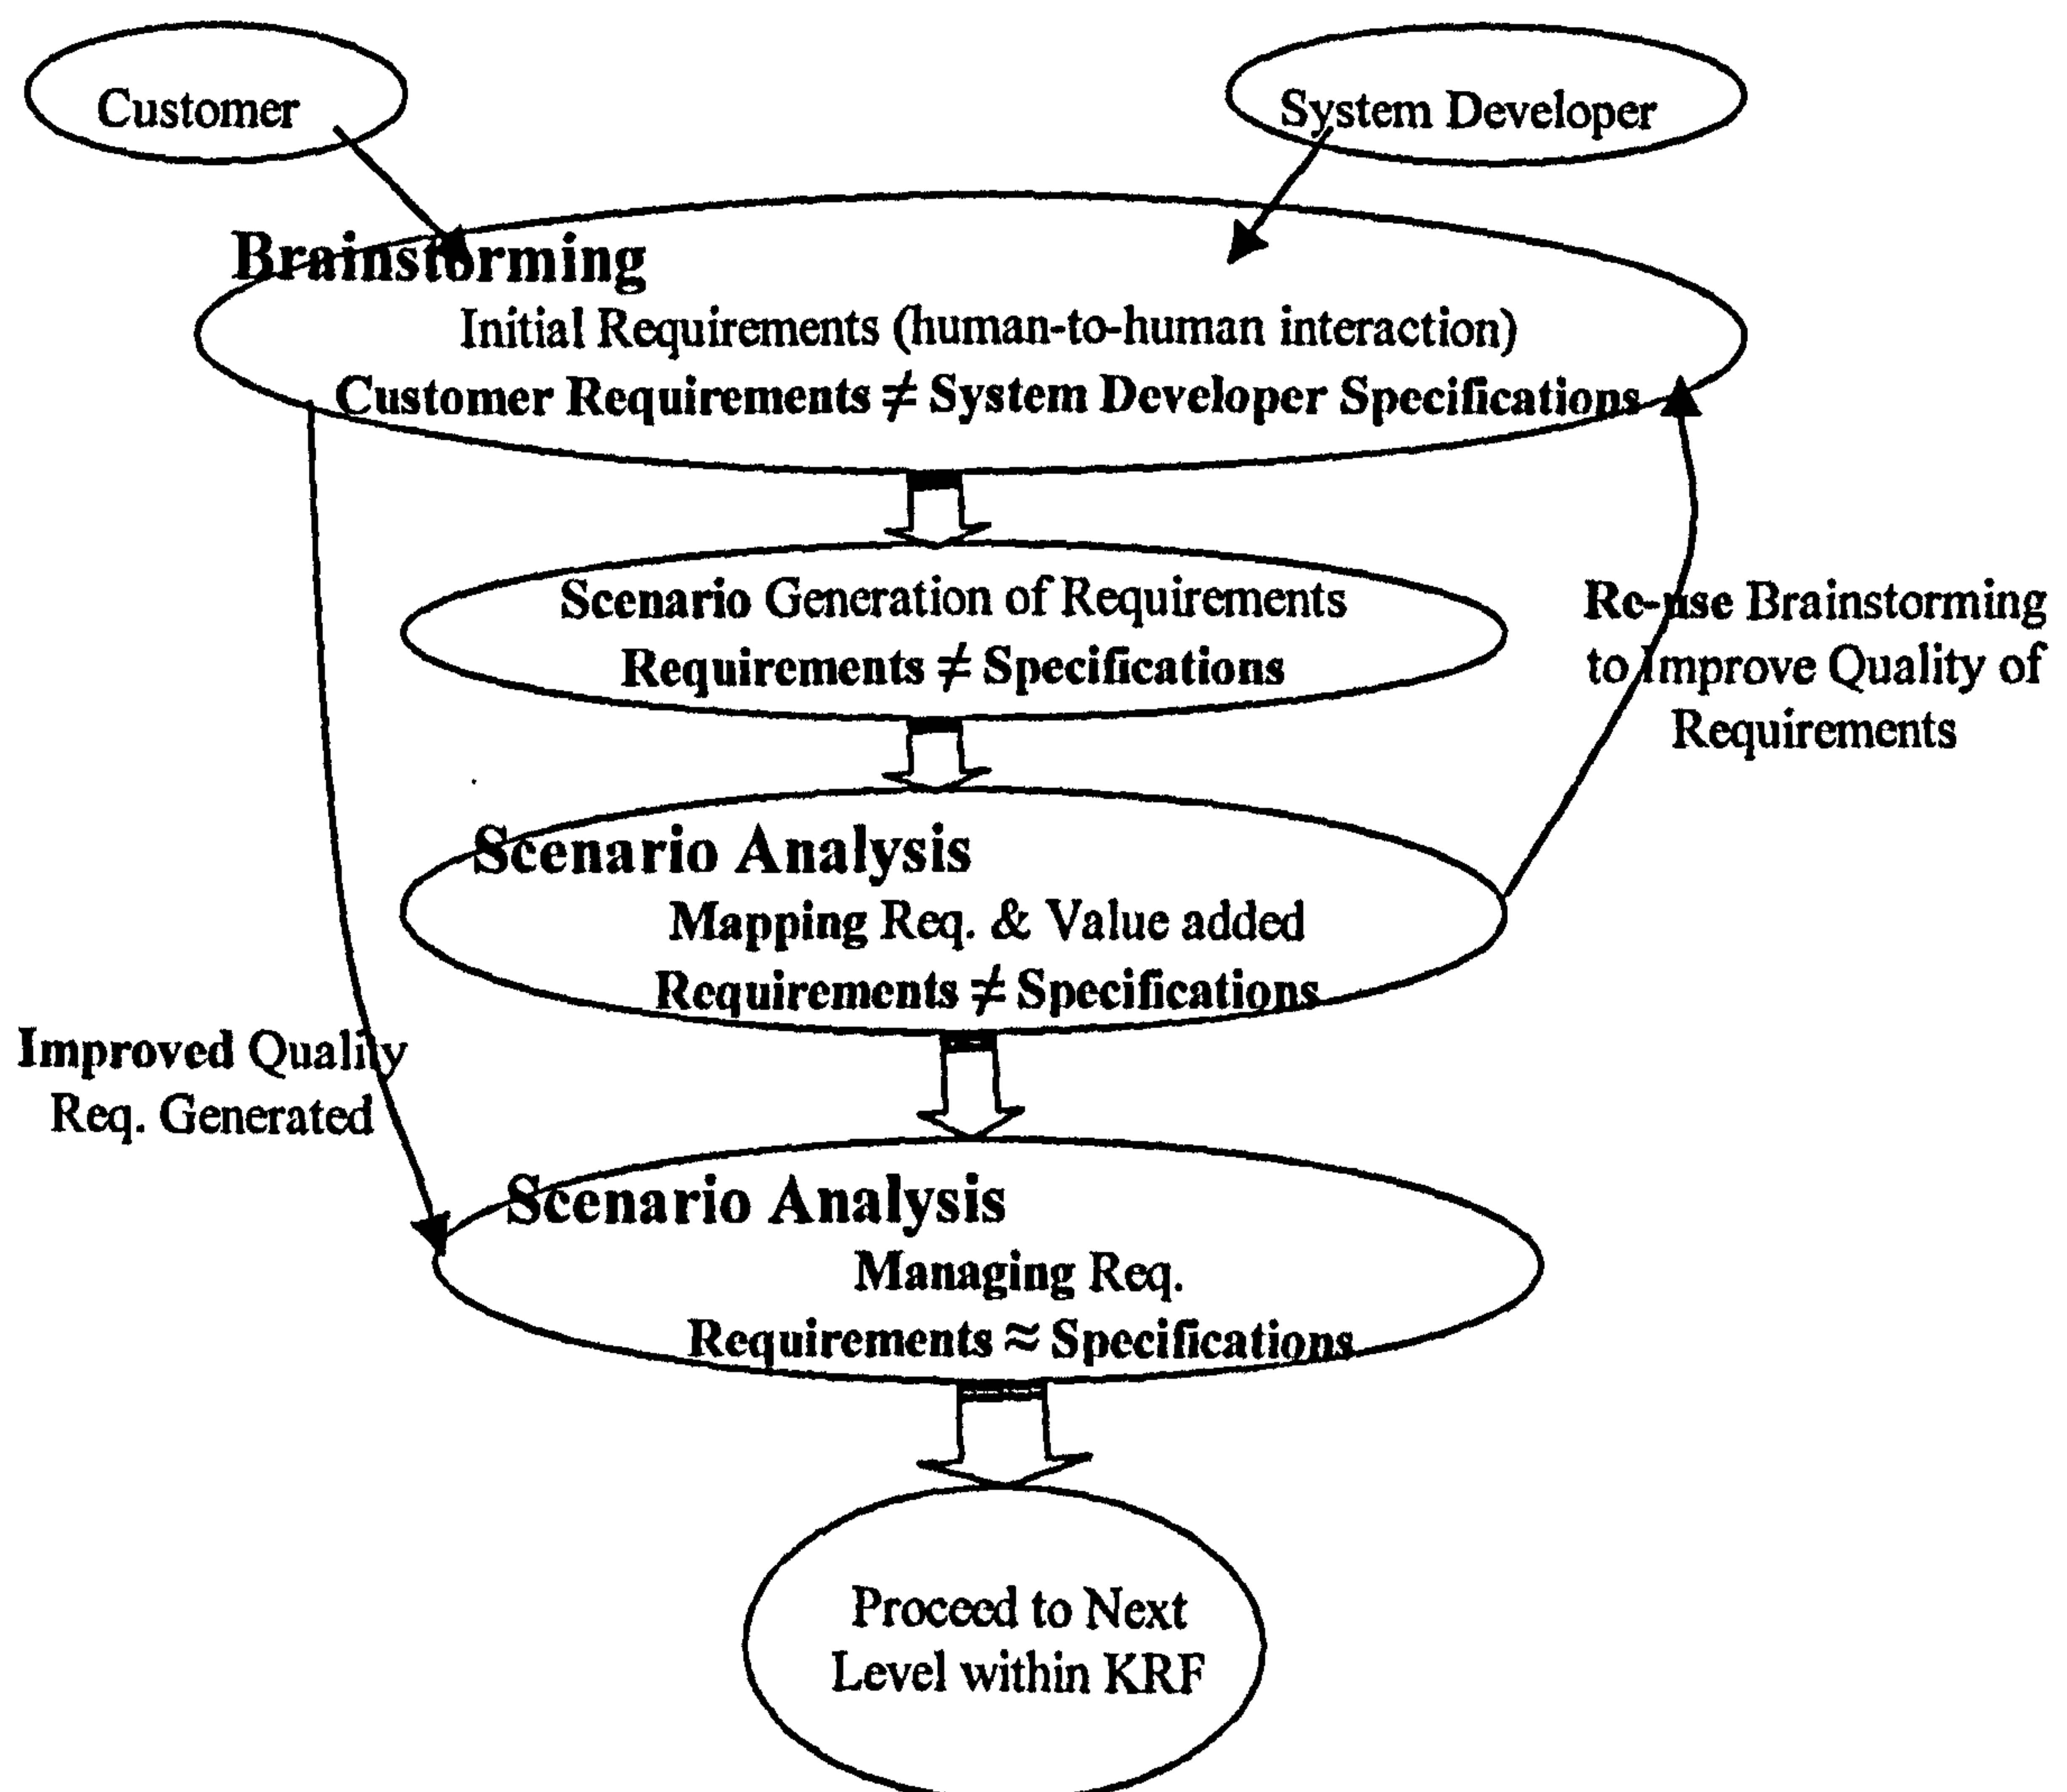 Customer
System Developer
Brainstorming
Initial Requirements (human-to-human interaction)
Customer Requirements ≠ System Developer Specifications
Scenario Generation of Requirements
Requirements ≠ Specifications
Re-use Brainstorming
to Improve Quality of
Requirements
Scenario Analysis
Mapping Req. & Value added
Requirements ≠ Specifications
Improved Quality
Req. Generated
Scenario Analysis
Managing Req.
Requirements ≈ Specifications
Proceed to Next
Level within KRF